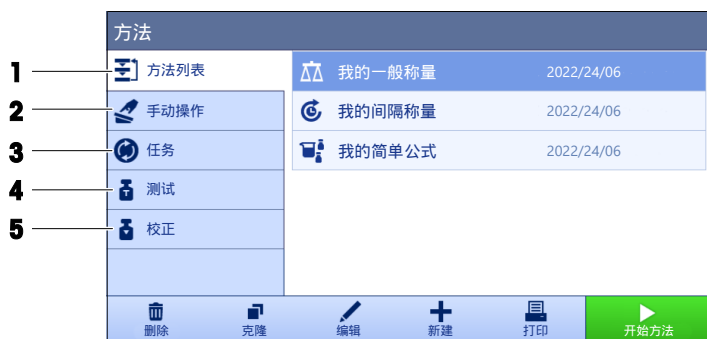 方法
1 方法列表
2 手动操作
3 任务
4 测试
5 校正
我的一般称量 2022/24/06
我的间隔称量 2022/24/06
我的简单公式 2022/24/06
删除 克隆 编辑 新建 打印 开始方法